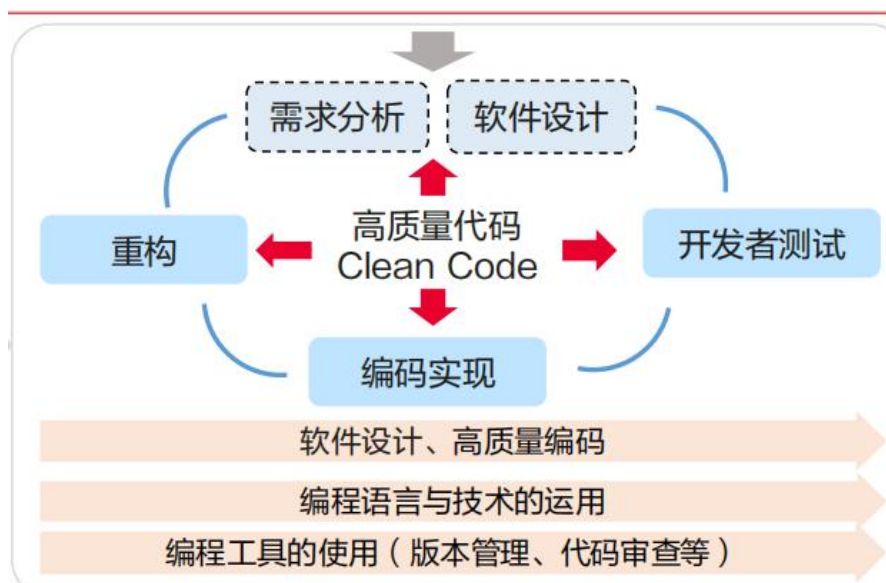 需求分析
软件设计
重构
高质量代码
Clean Code
开发者测试
编码实现
软件设计、高质量编码
编程语言与技术的运用
编程工具的使用（版本管理、代码审查等）